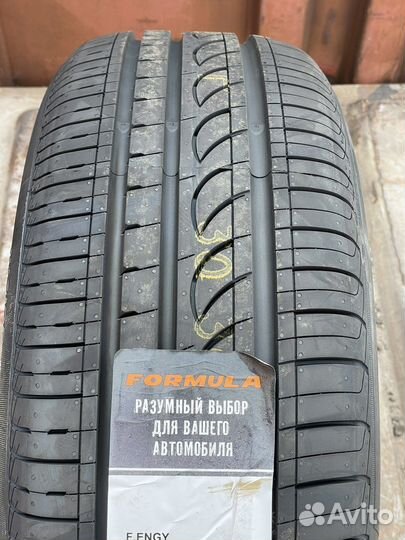 FORMULA
РАЗУМНЫЙ ВЫБОР
ДЛЯ ВАШЕГО
АВТОМОБИЛЯ
F.ENGY
Avito